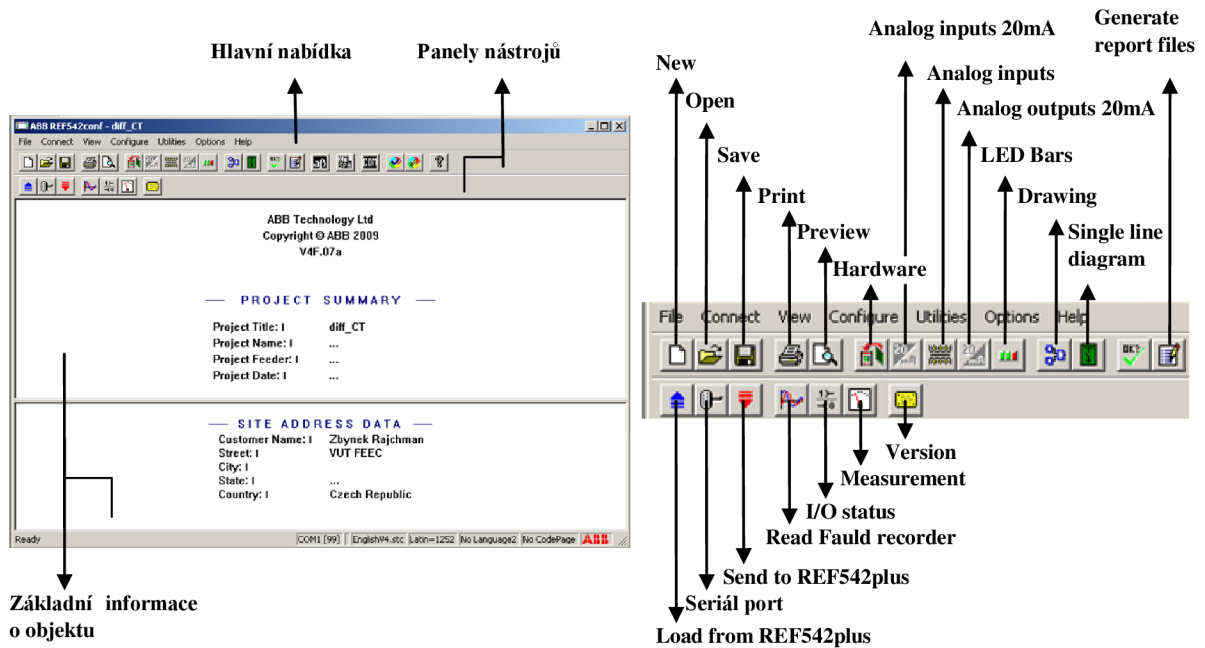 Hlavní nabídka
Panely nástrojů
ABB REF542conf - diff_CT
File Connect View Configure Utilities Options Help
ABB Technology Ltd
Copyright © ABB 2009
V4F.07a
PROJECT SUMMARY
Project Title: I diff_CT
Project Name: I ...
Project Feeder: I ...
Project Date: I ...
SITE ADDRESS DATA
Customer Name: I Zbynek Rajchman
Street: I VUT FEEC
City: I
State: I ...
Country: I Czech Republic
Ready COM1 [99] EnglishV4.stc Latin=1252 No Language2 No CodePage ABB
Základní informace
o objektu
Analog inputs 20mA
Generate
report files
New
Analog inputs
Open
Analog outputs 20mA
Save
LED Bars
Print
Drawing
Preview
Single line
diagram
Hardware
File Connect View Configure Utilities Options Help
Version
Measurement
I/O status
Read Fauld recorder
Send to REF542plus
Seriál port
Load from REF542plus